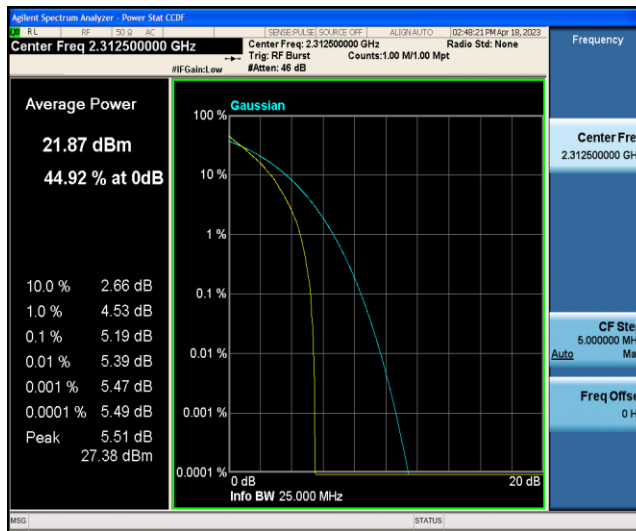 Agilent Spectrum Analyzer - Power Stat CCDF
RL RF 50 Ω AC SENSE:PULSE SOURCE OFF ALIGN AUTO 02:48:21 PM Apr 18, 2023
Center Freq 2.312500000 GHz
Center Freq: 2.312500000 GHz Radio Std: None
Trig: RF Burst Counts:1.00 M/1.00 Mpt
#IFGain:Low #Atten: 46 dB
Frequency
Average Power
21.87 dBm
44.92 % at 0dB
10.0 % 2.66 dB
1.0 % 4.53 dB
0.1 % 5.19 dB
0.01 % 5.39 dB
0.001 % 5.47 dB
0.0001 % 5.49 dB
Peak 5.51 dB
27.38 dBm
Gaussian
100 %
10 %
1 %
0.1 %
0.01 %
0.001 %
0.0001 %
0 dB 20 dB
Info BW 25.000 MHz
Center Fre
2.312500000 GH
CF Ste
5.000000 MH
Auto Ma
Freq Offse
0 H
MSG STATUS